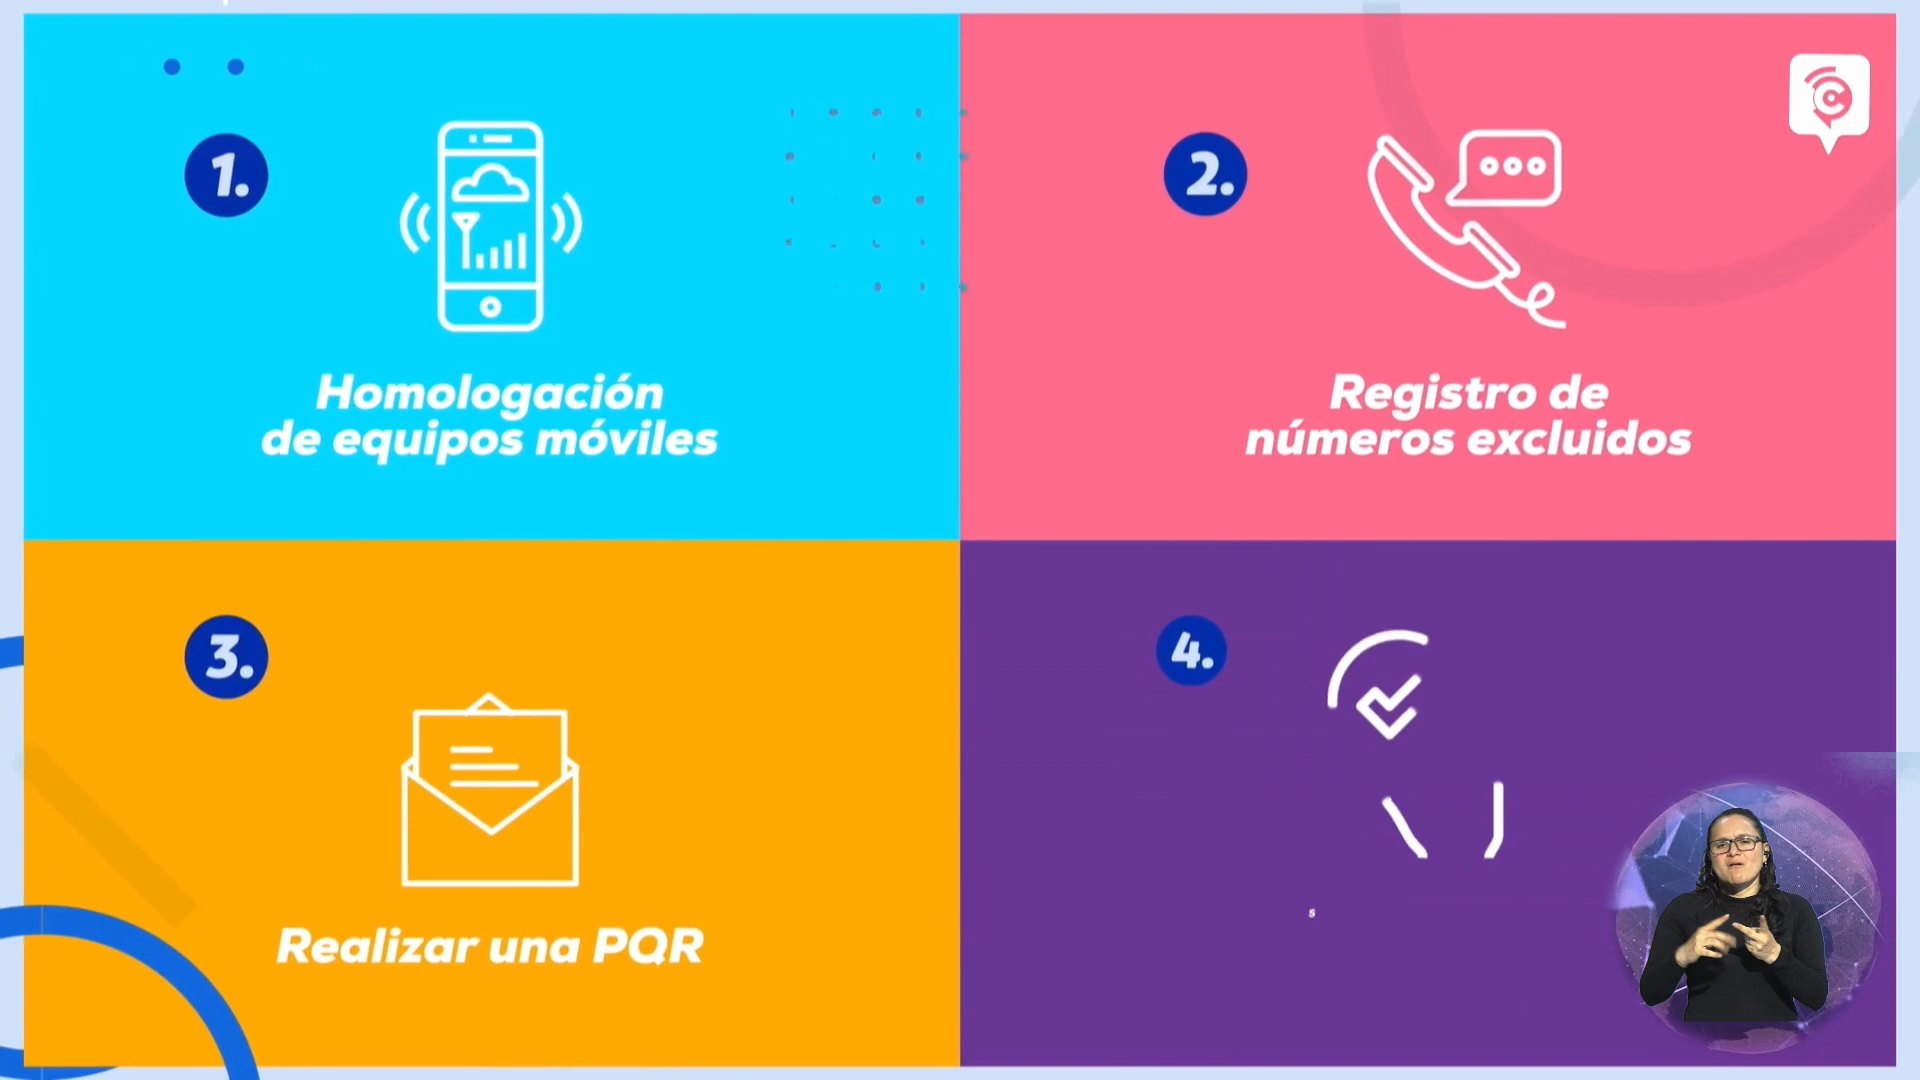 1.
Homologación
de equipos móviles
2.
Registro de
números excluidos
3.
Realizar una PQR
4.